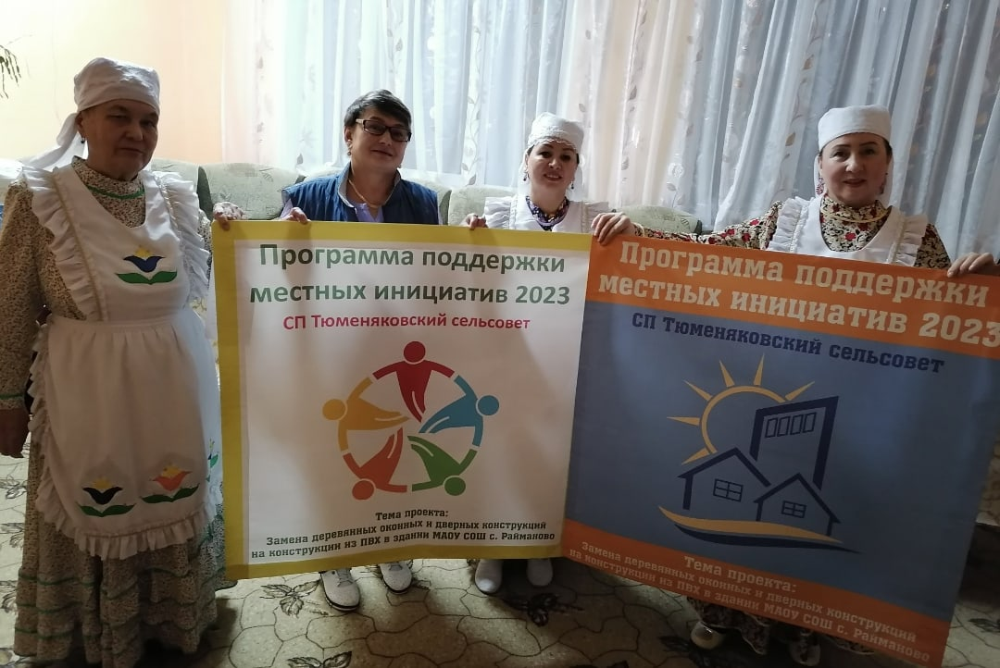 Программа поддержки
местных инициатив 2023
СП Тюменяковский сельсовет
Тема проекта:
Замена деревянных оконных и дверных конструкций
на конструкции из ПВХ в здании МАОУ СОШ с. Райманово
Программа поддержки
местных инициатив 2023
СП Тюменяковский сельсовет
Тема проекта:
Замена деревянных оконных и дверных конструкций
на конструкции из ПВХ в здании МАОУ СОШ с. Райманово